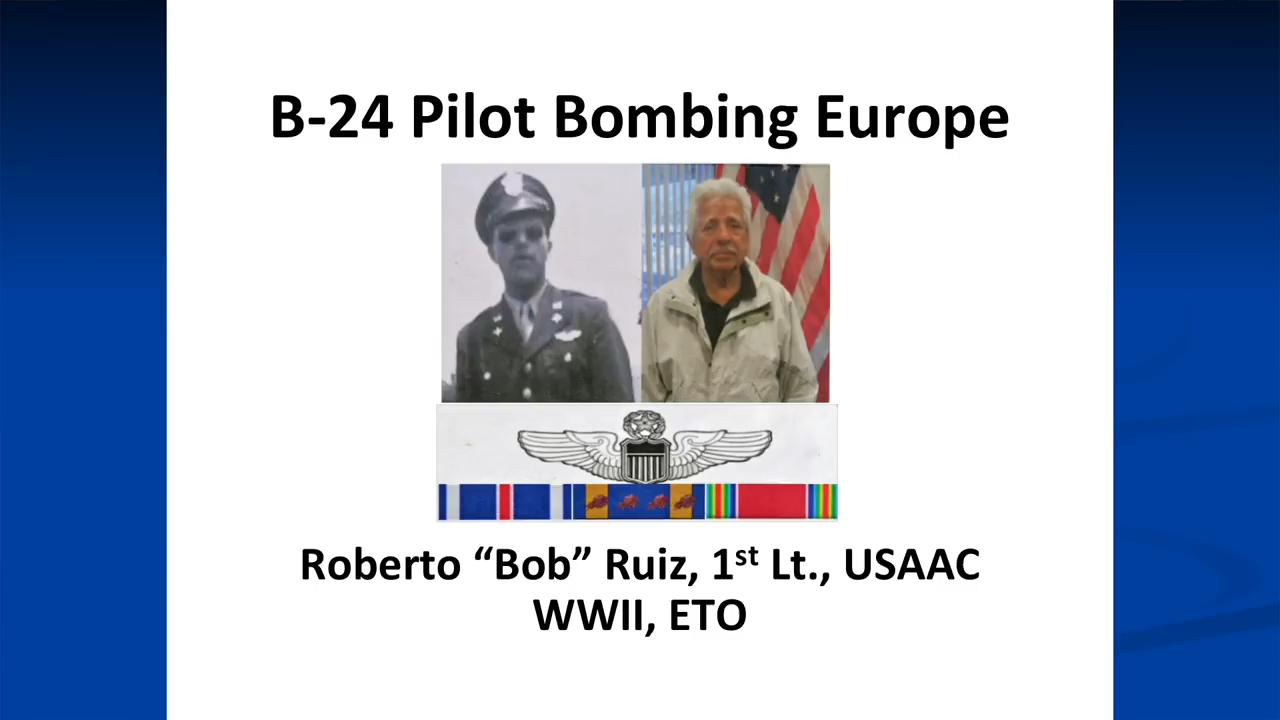 B-24 Pilot Bombing Europe
Roberto “Bob” Ruiz, 1st Lt., USAAC
WWII, ETO